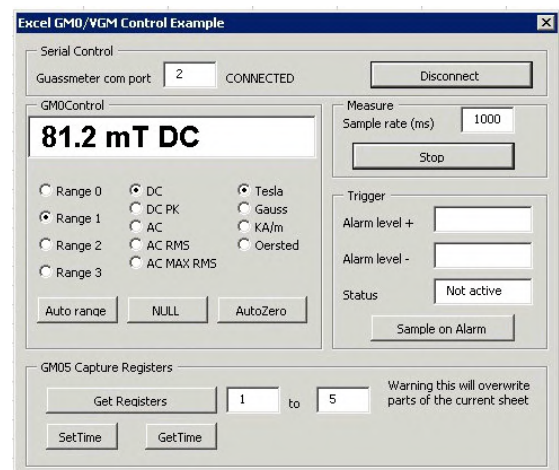 Excel GM0/VGM Control Example
Serial Control
Guassmeter com port 2 CONNECTED Disconnect
GM0Control
81.2 mT DC
Range 0
Range 1
Range 2
Range 3
DC
DC PK
AC
AC RMS
AC MAX RMS
Tesla
Gauss
KA/m
Oersted
Auto range NULL AutoZero
Measure
Sample rate (ms) 1000
Stop
Trigger
Alarm level +
Alarm level -
Status Not active
Sample on Alarm
GM05 Capture Registers
Get Registers 1 to 5
Warning this will overwrite
parts of the current sheet
SetTime GetTime